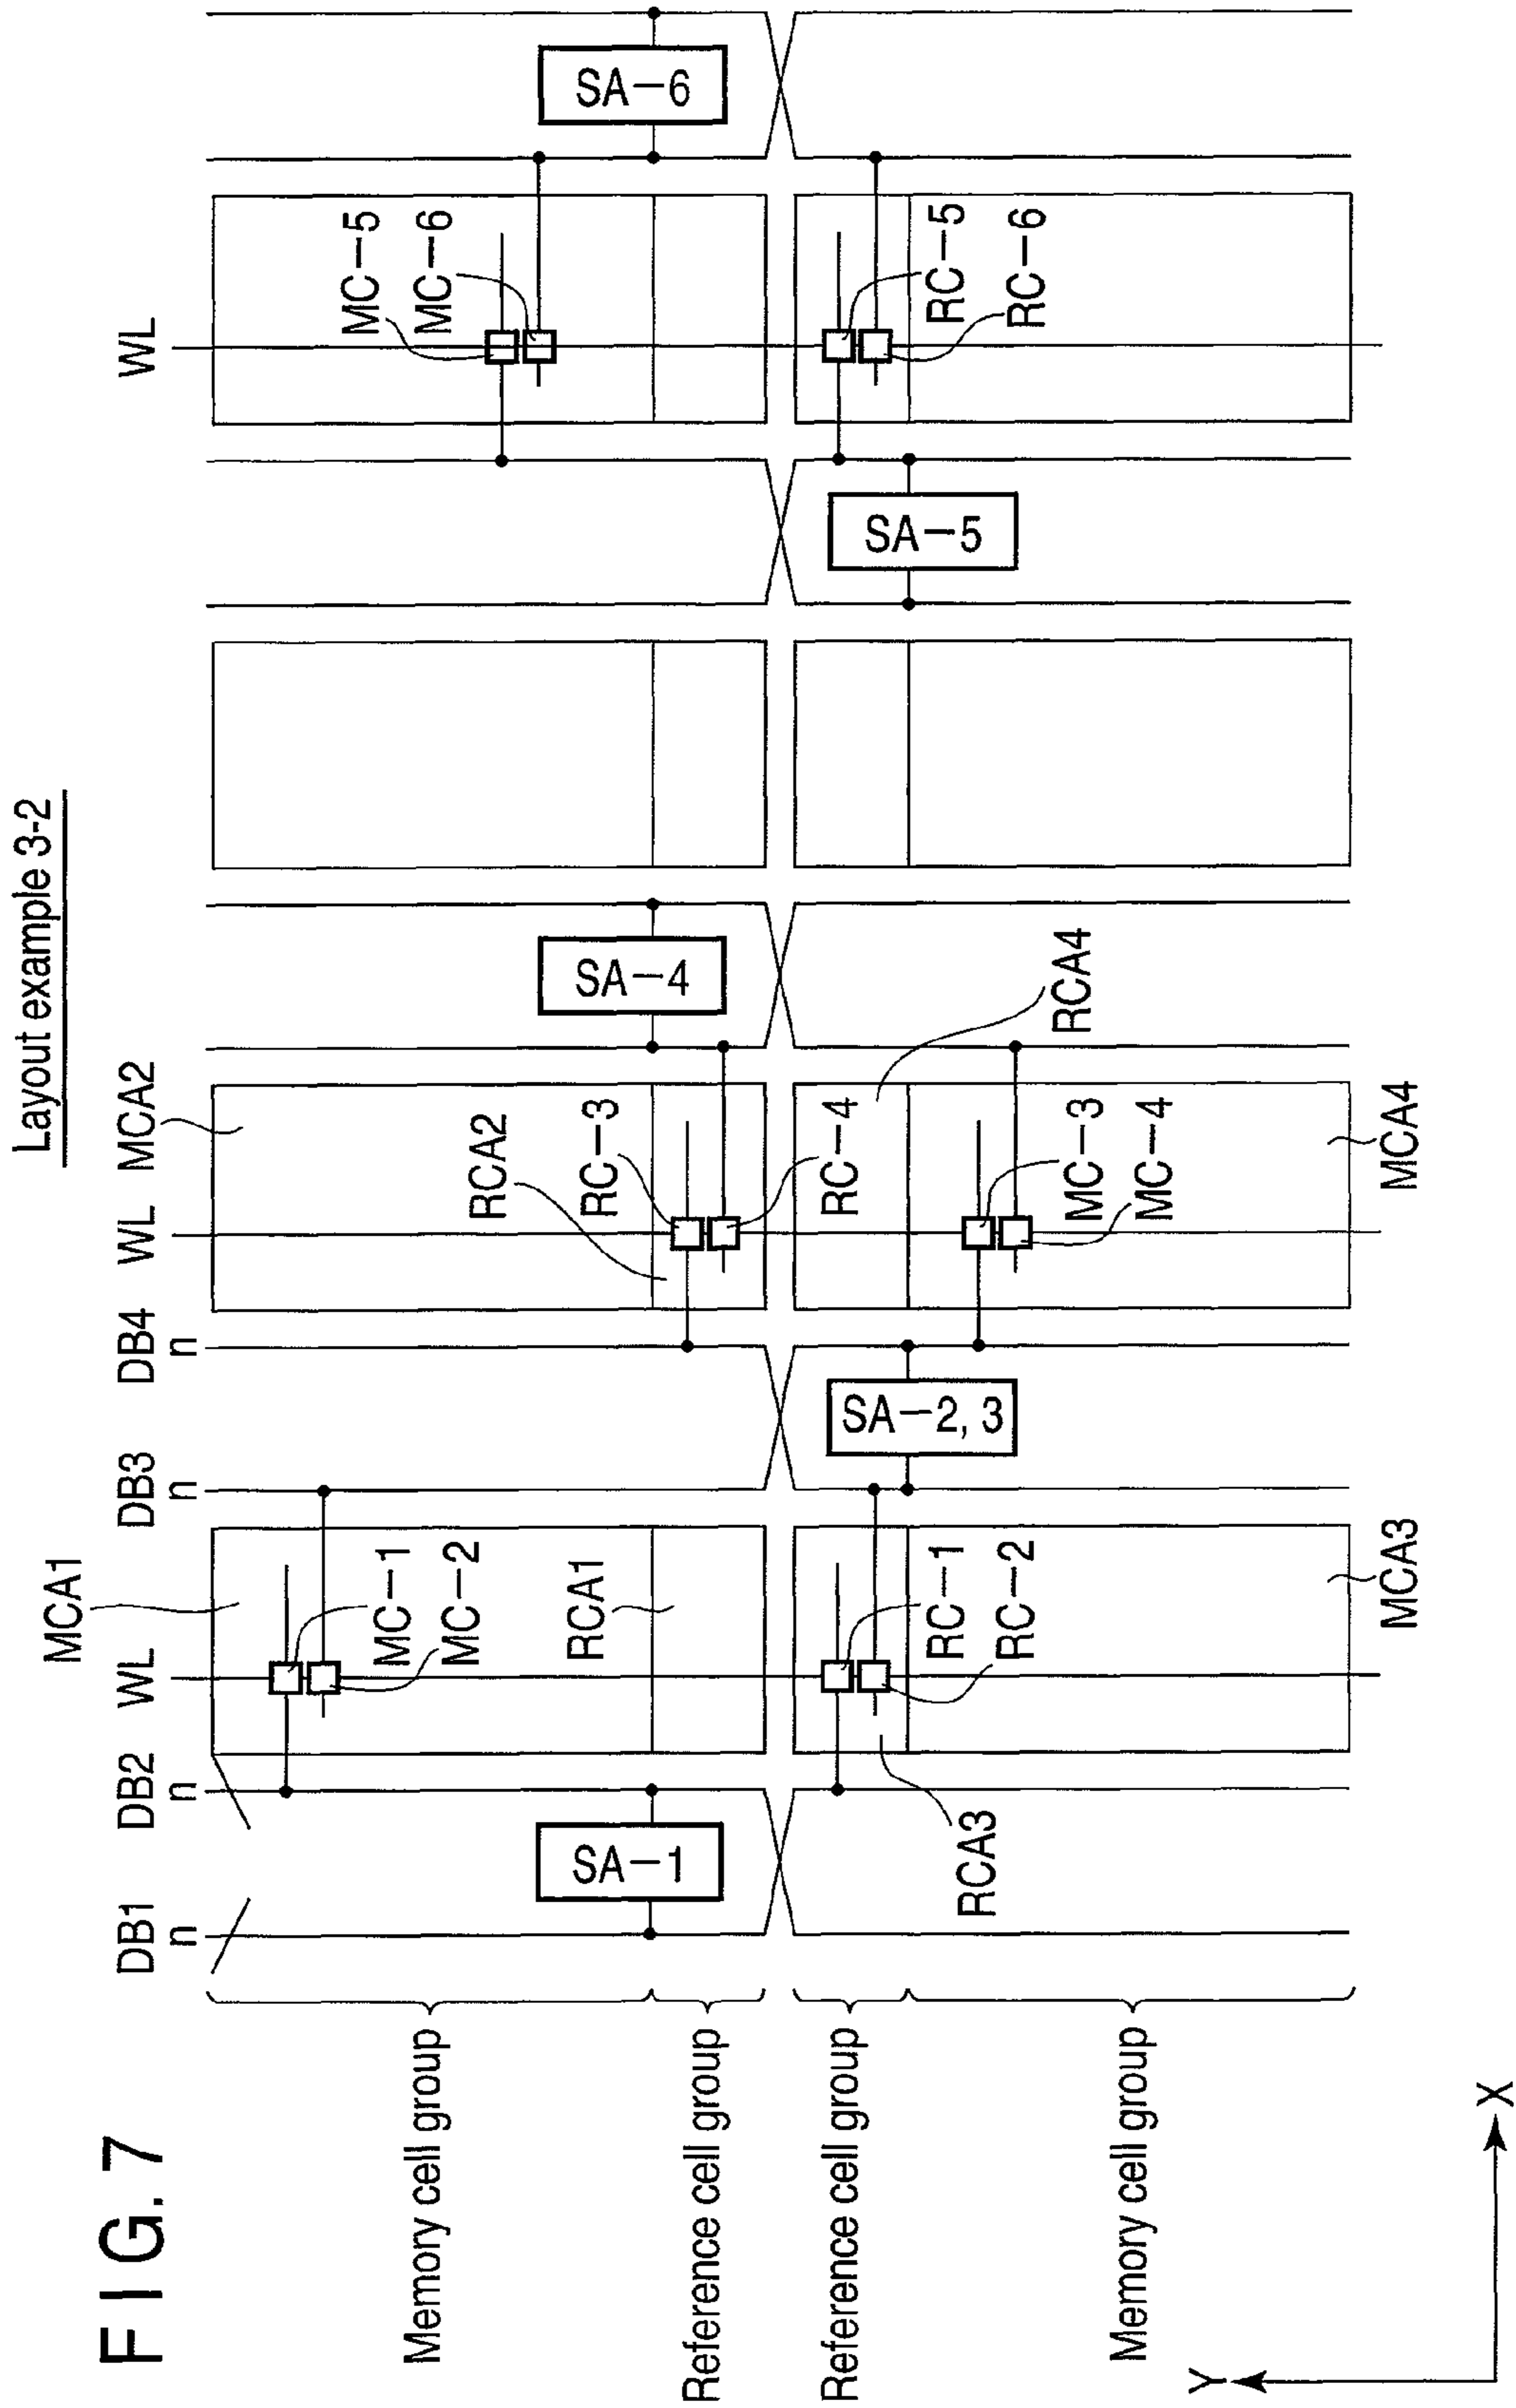 FIG. 7
Layout example 3-2
MCA1
DB1
DB2
WL
DB3
DB4
WL
MCA2
WL
n
n
n
n
Memory cell group
MC-1
MC-2
RCA1
RCA2
RC-3
MC-5
MC-6
SA-1
SA-4
SA-6
Reference cell group
Reference cell group
RC-4
SA-2, 3
SA-5
RC-1
RC-2
RCA3
RCA4
RC-5
RC-6
Memory cell group
MC-3
MC-4
MCA3
MCA4
Y
X